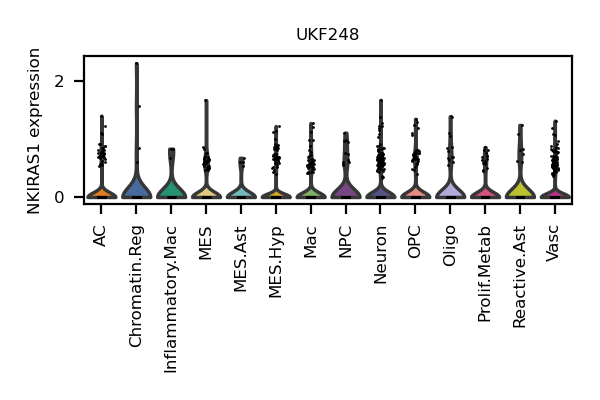 UKF248
NKIRAS1 expression
2
0
AC
Chromatin.Reg
Inflammatory.Mac
MES
MES.Ast
MES.Hyp
Mac
NPC
Neuron
OPC
Oligo
Prolif.Metab
Reactive.Ast
Vasc